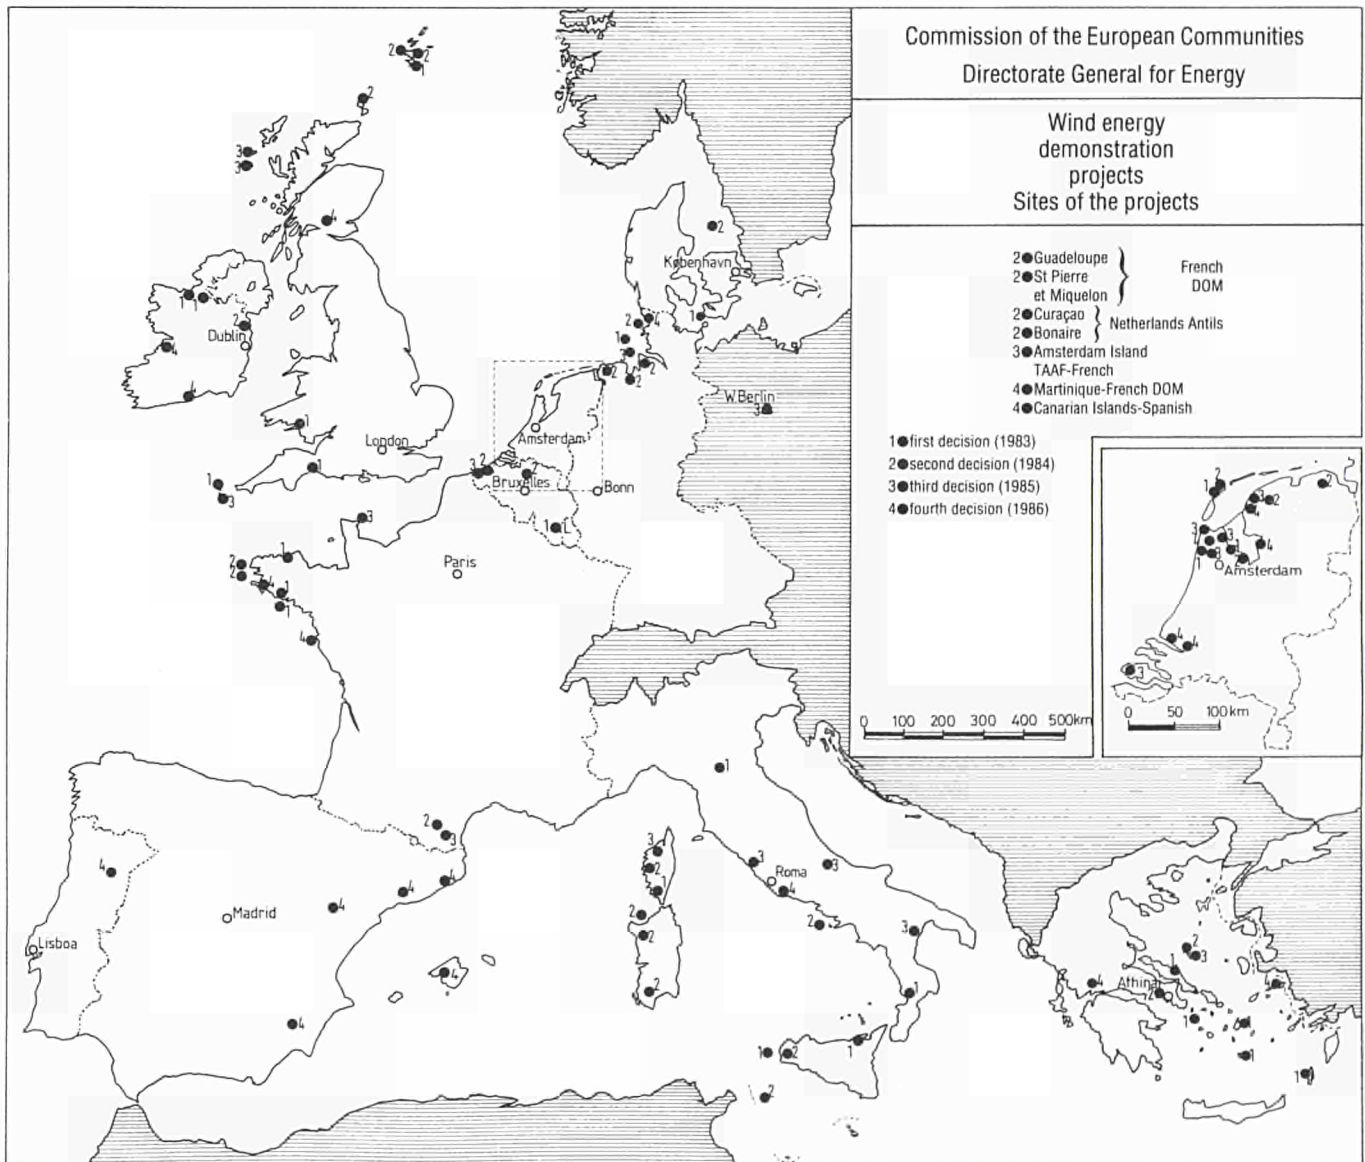 Commission of the European Communities
Directorate General for Energy
Wind energy
demonstration
projects
Sites of the projects
2 Guadeloupe
2 St Pierre
et Miquelon
French
DOM
2 Curaçao
2 Bonaire
Netherlands Antils
3 Amsterdam Island
TAAF-French
4 Martinique-French DOM
4 Canarian Islands-Spanish
1 first decision (1983)
2 second decision (1984)
3 third decision (1985)
4 fourth decision (1986)
0 100 200 300 400 500km
Amsterdam
0 50 100km
København
Dublin
W.Berlin
London
Amsterdam
Bruxelles
Bonn
L
Paris
Roma
Madrid
Lisboa
Athinai